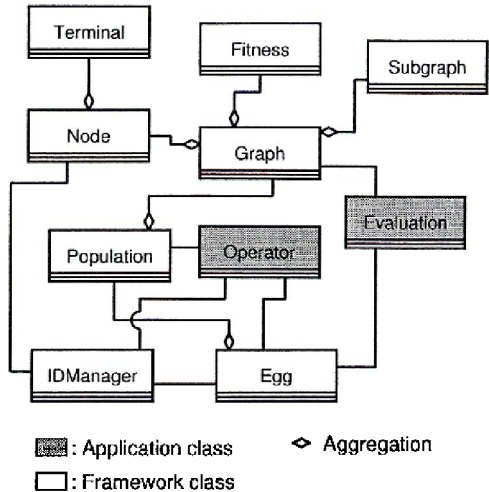 Terminal
Fitness
Subgraph
Node
Graph
Evaluation
Population
Operator
IDManager
Egg
: Application class
Aggregation
: Framework class